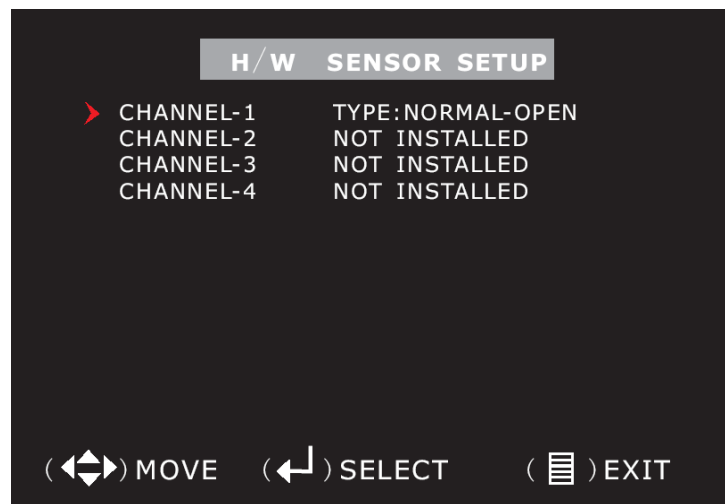 H/W SENSOR SETUP
CHANNEL-1 TYPE:NORMAL-OPEN
CHANNEL-2 NOT INSTALLED
CHANNEL-3 NOT INSTALLED
CHANNEL-4 NOT INSTALLED
( ) MOVE ( ) SELECT ( ) EXIT